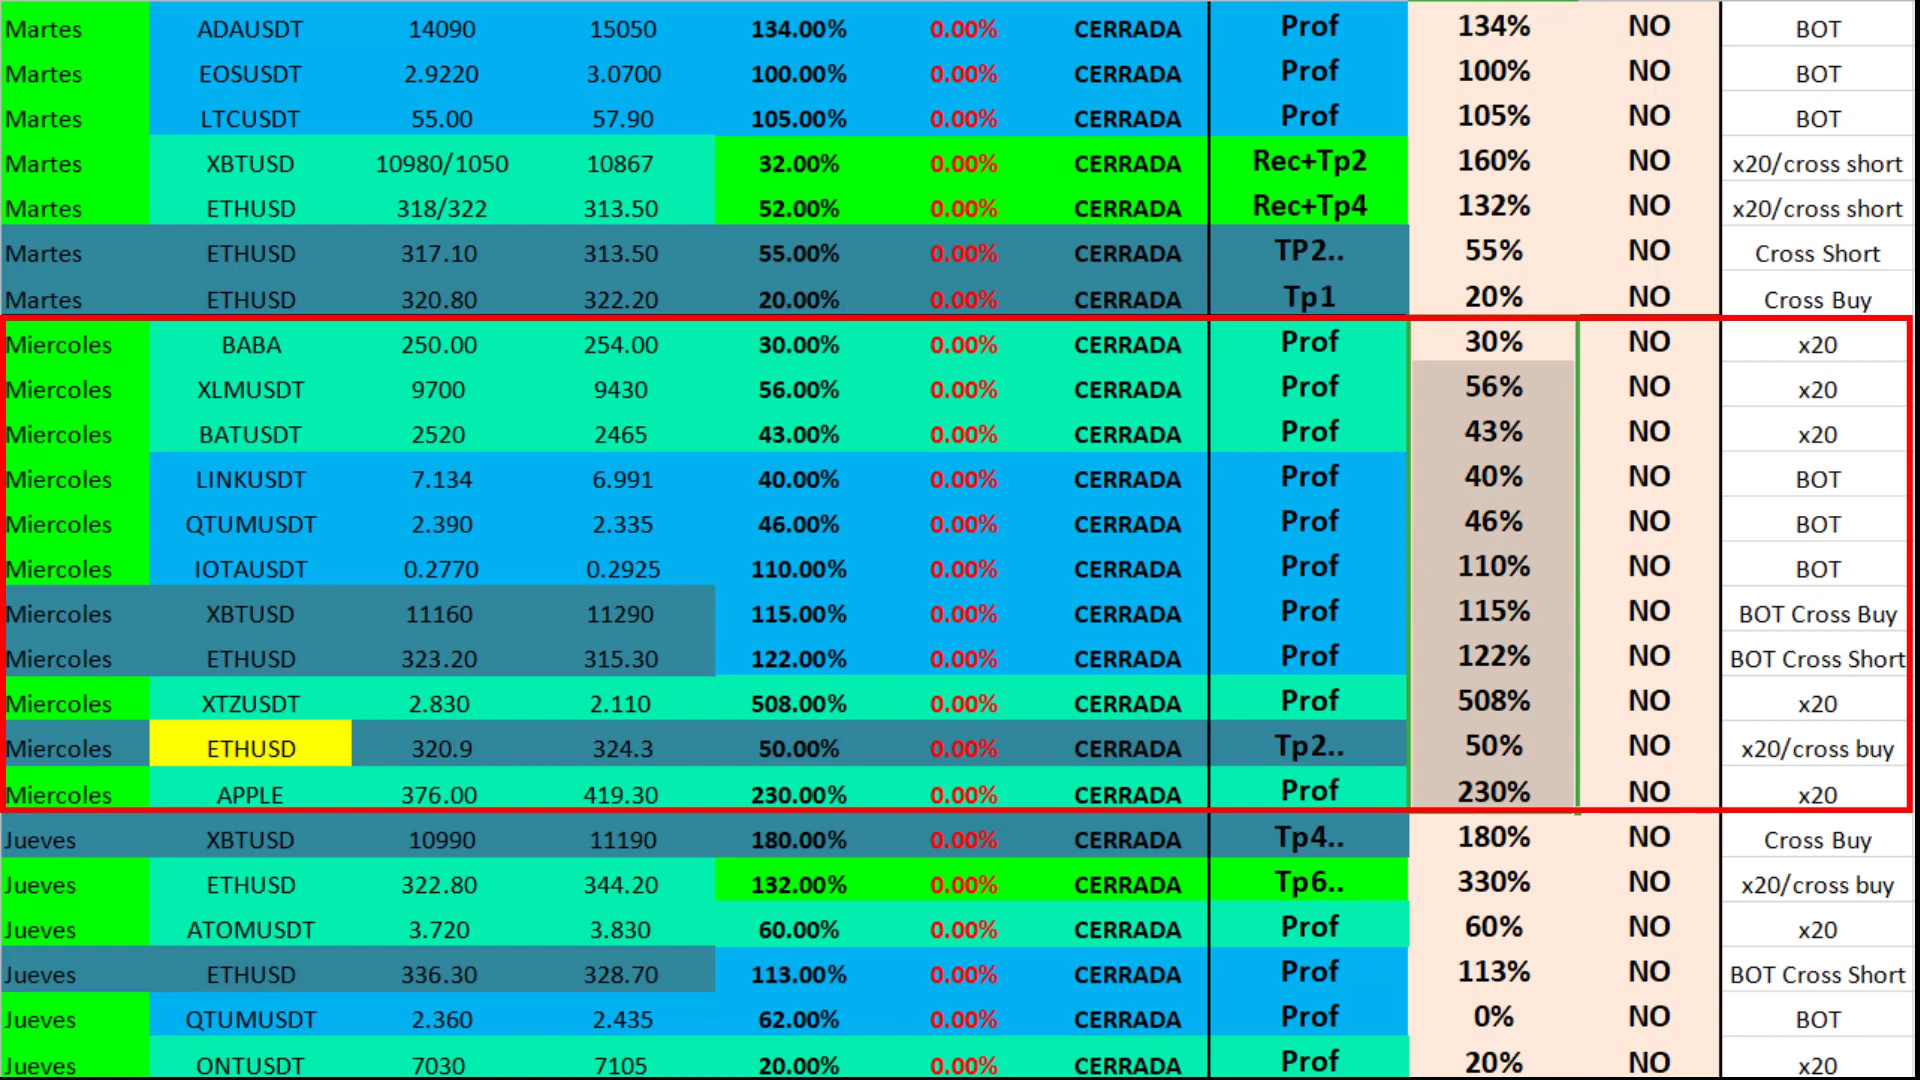 Martes ADAUSDT 14090 15050 134.00% 0.00% CERRADA Prof 134% NO BOT
Martes EOSUSDT 2.9220 3.0700 100.00% 0.00% CERRADA Prof 100% NO BOT
Martes LTCUSDT 55.00 57.90 105.00% 0.00% CERRADA Prof 105% NO BOT
Martes XBTUSD 10980/1050 10867 32.00% 0.00% CERRADA Rec+Tp2 160% NO x20/cross short
Martes ETHUSD 318/322 313.50 52.00% 0.00% CERRADA Rec+Tp4 132% NO x20/cross short
Martes ETHUSD 317.10 313.50 55.00% 0.00% CERRADA TP2.. 55% NO Cross Short
Martes ETHUSD 320.80 322.20 20.00% 0.00% CERRADA Tp1 20% NO Cross Buy
Miercoles BABA 250.00 254.00 30.00% 0.00% CERRADA Prof 30% NO x20
Miercoles XLMUSDT 9700 9430 56.00% 0.00% CERRADA Prof 56% NO x20
Miercoles BATUSDT 2520 2465 43.00% 0.00% CERRADA Prof 43% NO x20
Miercoles LINKUSDT 7.134 6.991 40.00% 0.00% CERRADA Prof 40% NO BOT
Miercoles QTUMUSDT 2.390 2.335 46.00% 0.00% CERRADA Prof 46% NO BOT
Miercoles IOTAUSDT 0.2770 0.2925 110.00% 0.00% CERRADA Prof 110% NO BOT
Miercoles XBTUSD 11160 11290 115.00% 0.00% CERRADA Prof 115% NO BOT Cross Buy
Miercoles ETHUSD 323.20 315.30 122.00% 0.00% CERRADA Prof 122% NO BOT Cross Short
Miercoles XTZUSDT 2.830 2.110 508.00% 0.00% CERRADA Prof 508% NO x20
Miercoles ETHUSD 320.9 324.3 50.00% 0.00% CERRADA Tp2.. 50% NO x20/cross buy
Miercoles APPLE 376.00 419.30 230.00% 0.00% CERRADA Prof 230% NO x20
Jueves XBTUSD 10990 11190 180.00% 0.00% CERRADA Tp4.. 180% NO Cross Buy
Jueves ETHUSD 322.80 344.20 132.00% 0.00% CERRADA Tp6.. 330% NO x20/cross buy
Jueves ATOMUSDT 3.720 3.830 60.00% 0.00% CERRADA Prof 60% NO x20
Jueves ETHUSD 336.30 328.70 113.00% 0.00% CERRADA Prof 113% NO BOT Cross Short
Jueves QTUMUSDT 2.360 2.435 62.00% 0.00% CERRADA Prof 0% NO BOT
Jueves ONTUSDT 7030 7105 20.00% 0.00% CERRADA Prof 20% NO x20